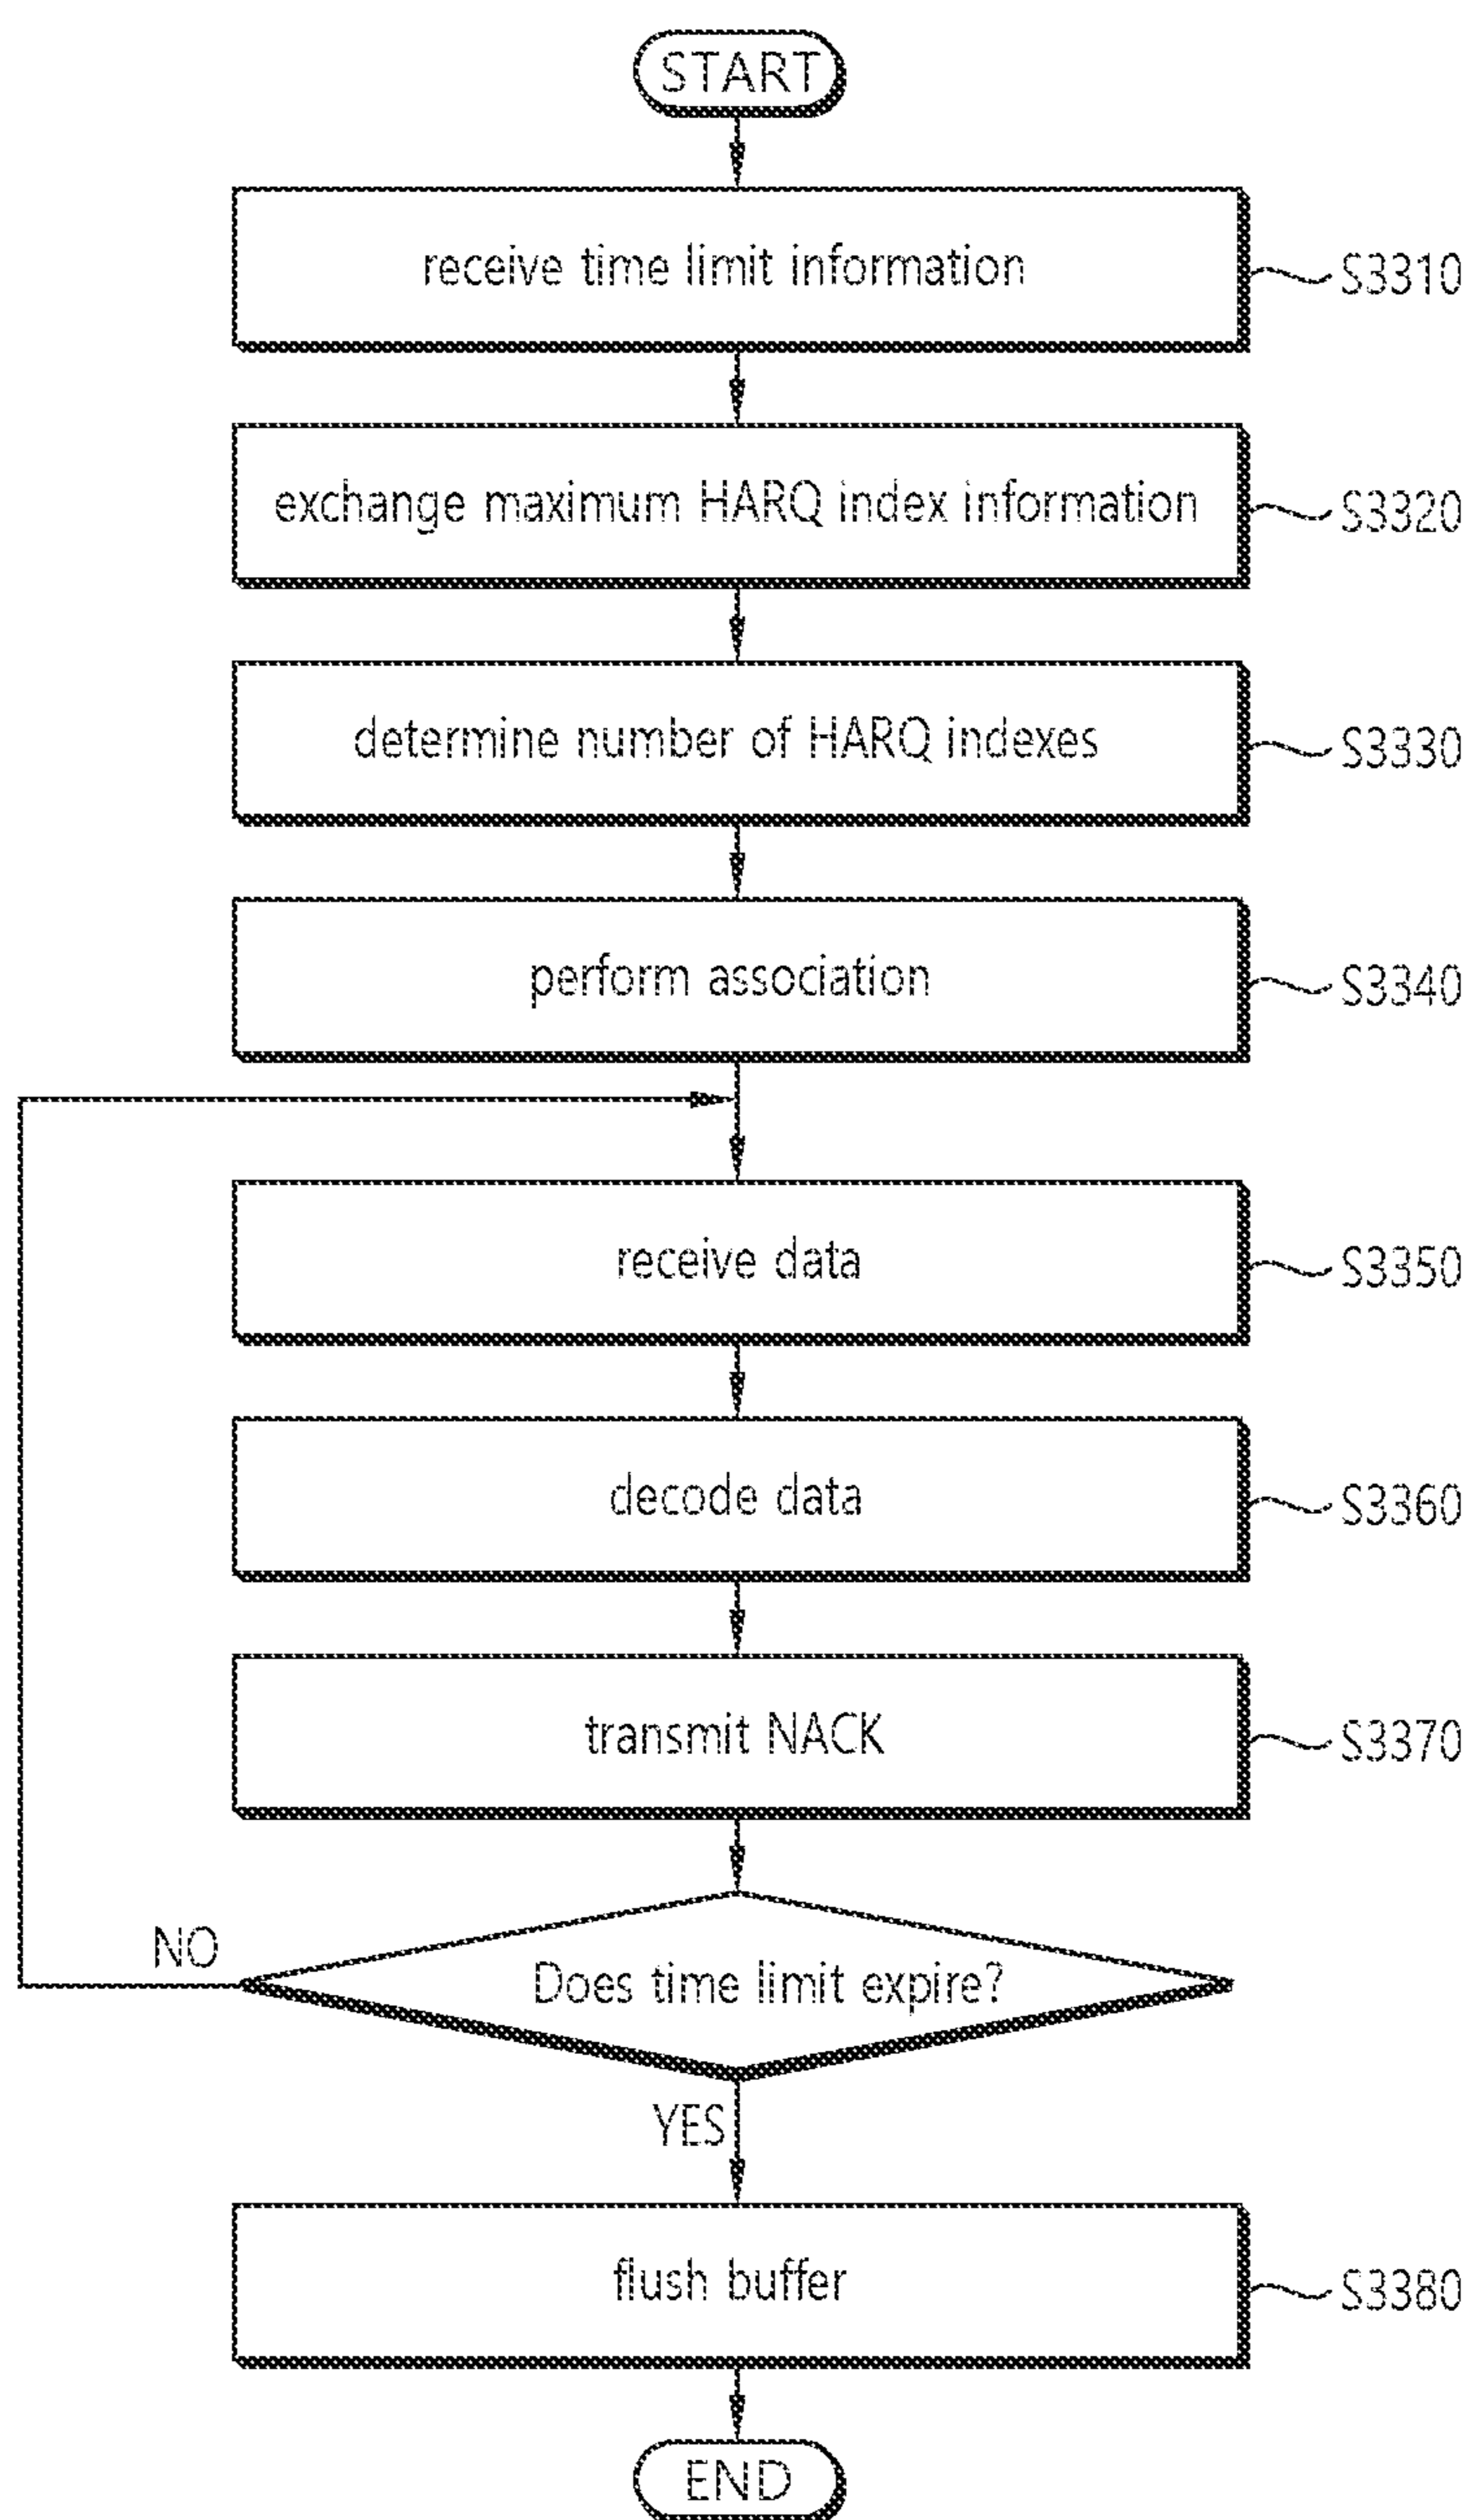 START
receive time limit information
S3310
exchange maximum HARQ index information
S3320
determine number of HARQ indexes
S3330
perform association
S3340
receive data
S3350
decode data
S3360
transmit NACK
S3370
Does time limit expire?
NO
YES
flush buffer
S3380
END